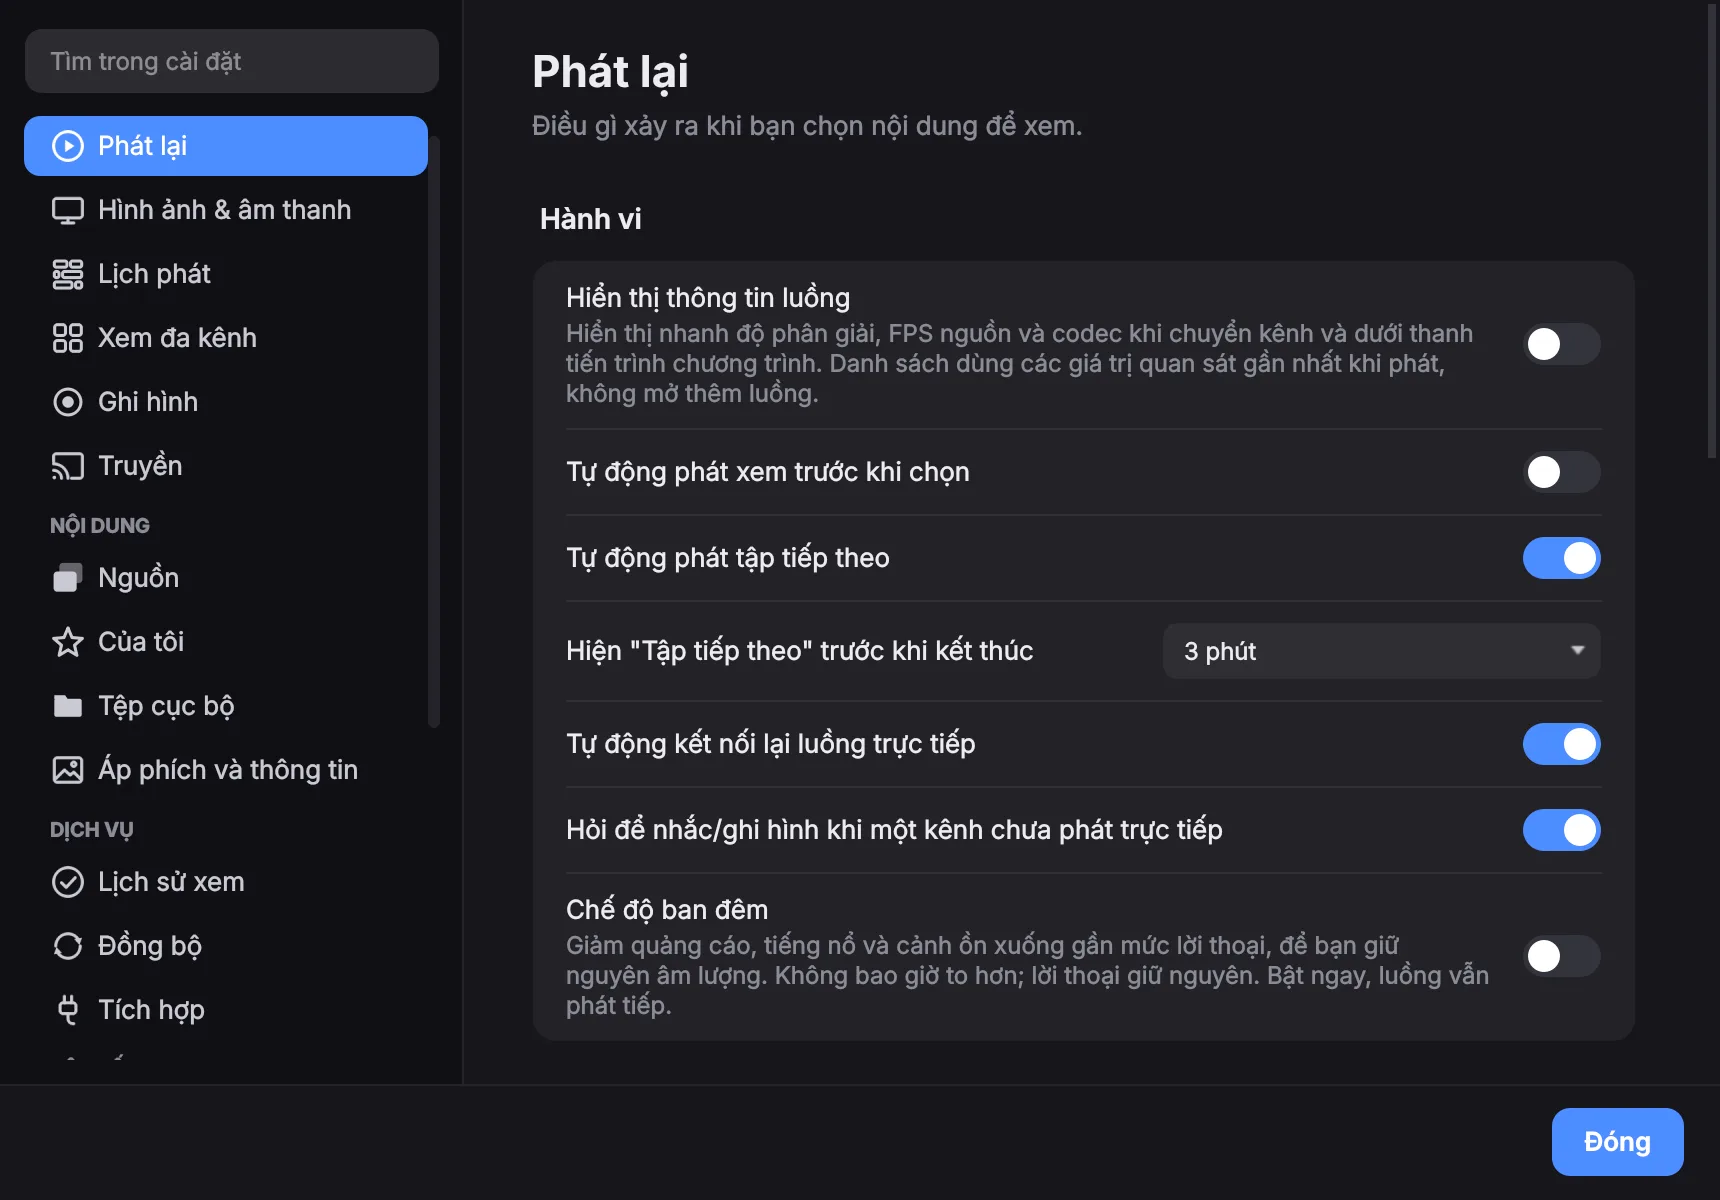 Tìm trong cài đặt
Phát lại
Hình ảnh & âm thanh
Lịch phát
Xem đa kênh
Ghi hình
Truyền
NỘI DUNG
Nguồn
Của tôi
Tệp cục bộ
Áp phích và thông tin
DỊCH VỤ
Lịch sử xem
Đồng bộ
Tích hợp
Phát lại
Điều gì xảy ra khi bạn chọn nội dung để xem.
Hành vi
Hiển thị thông tin luồng
Hiển thị nhanh độ phân giải, FPS nguồn và codec khi chuyển kênh và dưới thanh
tiến trình chương trình. Danh sách dùng các giá trị quan sát gần nhất khi phát,
không mở thêm luồng.
Tự động phát xem trước khi chọn
Tự động phát tập tiếp theo
Hiện "Tập tiếp theo" trước khi kết thúc
3 phút
Tự động kết nối lại luồng trực tiếp
Hỏi để nhắc/ghi hình khi một kênh chưa phát trực tiếp
Chế độ ban đêm
Giảm quảng cáo, tiếng nổ và cảnh ồn xuống gần mức lời thoại, để bạn giữ
nguyên âm lượng. Không bao giờ to hơn; lời thoại giữ nguyên. Bật ngay, luồng vẫn
phát tiếp.
Đóng